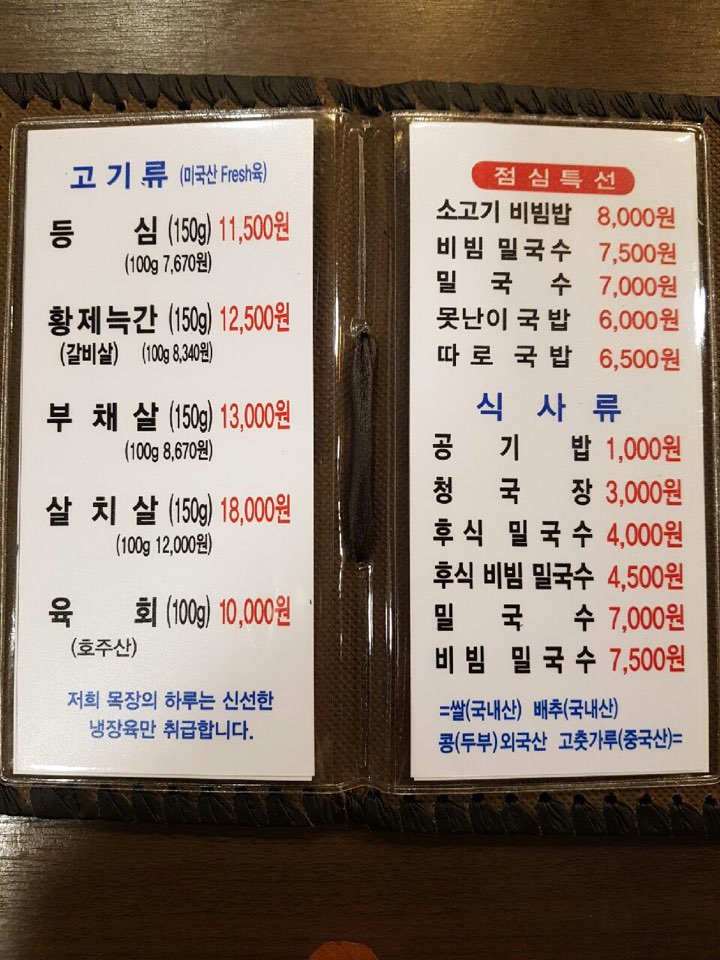 고기류 (미국산 Fresh육)
등심 (150g) 11,500원
(100g 7,670원)
황제늑간 (150g) 12,500원
(갈비살) (100g 8,340원)
부채살 (150g) 13,000원
(100g 8,670원)
살치살 (150g) 18,000원
(100g 12,000원)
육회 (100g) 10,000원
(호주산)
저희 목장의 하루는 신선한
냉장육만 취급합니다.
점심특선
소고기 비빔밥 8,000원
비빔 밀국수 7,500원
밀국수 7,000원
못난이 국밥 6,000원
따로 국밥 6,500원
식사류
공기밥 1,000원
청국장 3,000원
후식 밀국수 4,000원
후식 비빔 밀국수 4,500원
밀국수 7,000원
비빔 밀국수 7,500원
=쌀(국내산) 배추(국내산)
콩(두부)외국산 고춧가루(중국산)=